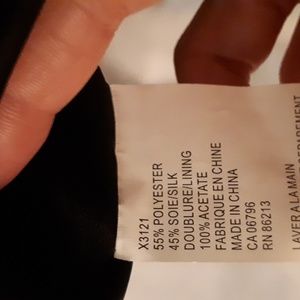 X3121
55% POLYESTER
45% SOIE/SILK
DOUBLURE/LINING
100% ACETATE
FABRIQUE EN CHINE
MADE IN CHINA
CA 06796
RN 86213
LAVER A LA MAIN